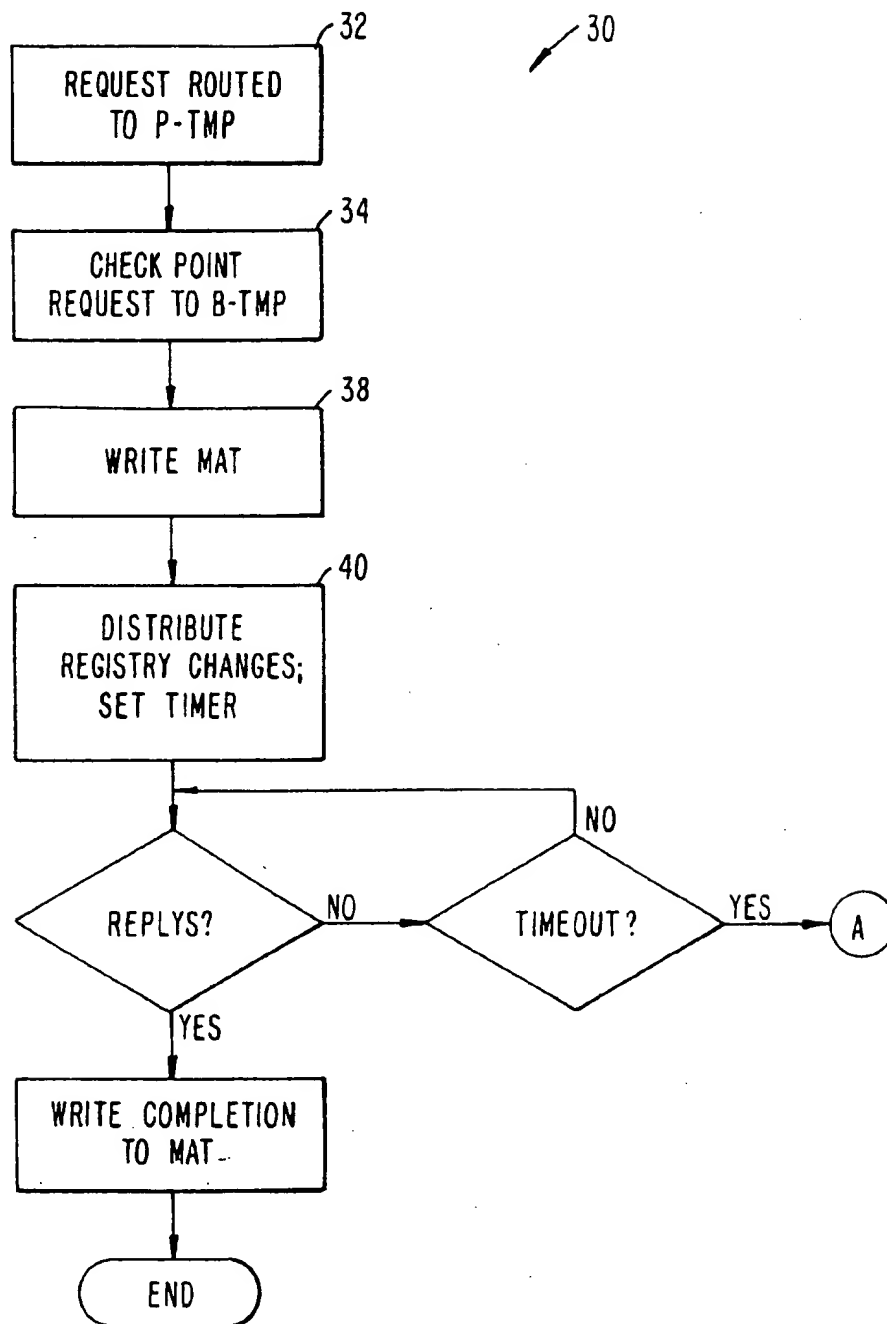 32
30
REQUEST ROUTED
TO P-TMP
34
CHECK POINT
REQUEST TO B-TMP
38
WRITE MAT
40
DISTRIBUTE
REGISTRY CHANGES;
SET TIMER
NO
REPLYS?
NO
TIMEOUT?
YES
A
YES
WRITE COMPLETION
TO MAT
END